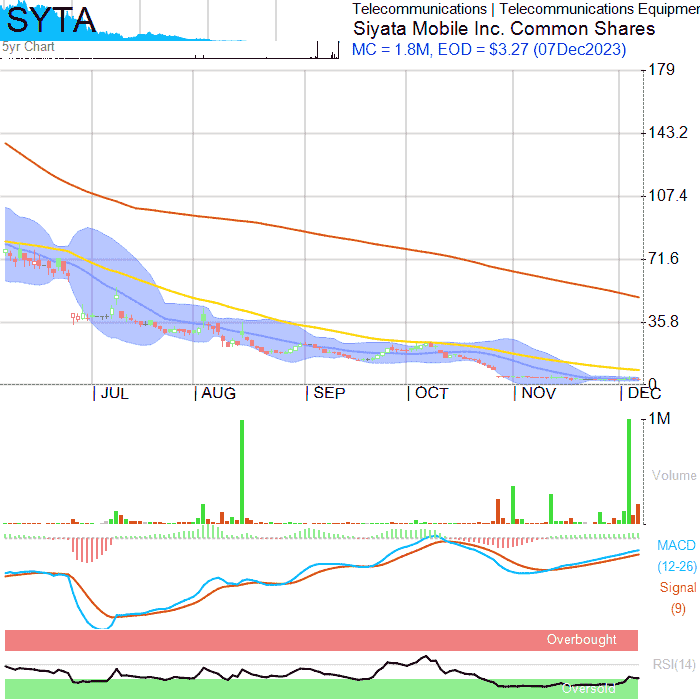 SYTA
5yr Chart
Telecommunications | Telecommunications Equipmen
Siyata Mobile Inc. Common Shares
MC = 1.8M, EOD = $3.27 (07Dec2023)
179
143.2
107.4
71.6
35.8
0
JUL AUG SEP OCT NOV DEC
1M
Volume
MACD
(12-26)
Signal
(9)
Overbought
RSI(14)
Oversold